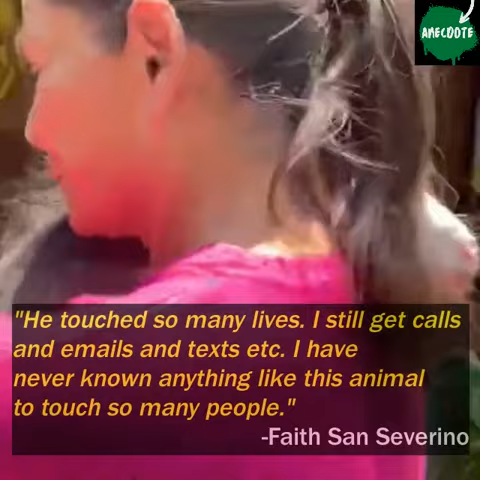 ANECDOTE
"He touched so many lives. I still get calls
and emails and texts etc. I have
never known anything like this animal
to touch so many people."
-Faith San Severino